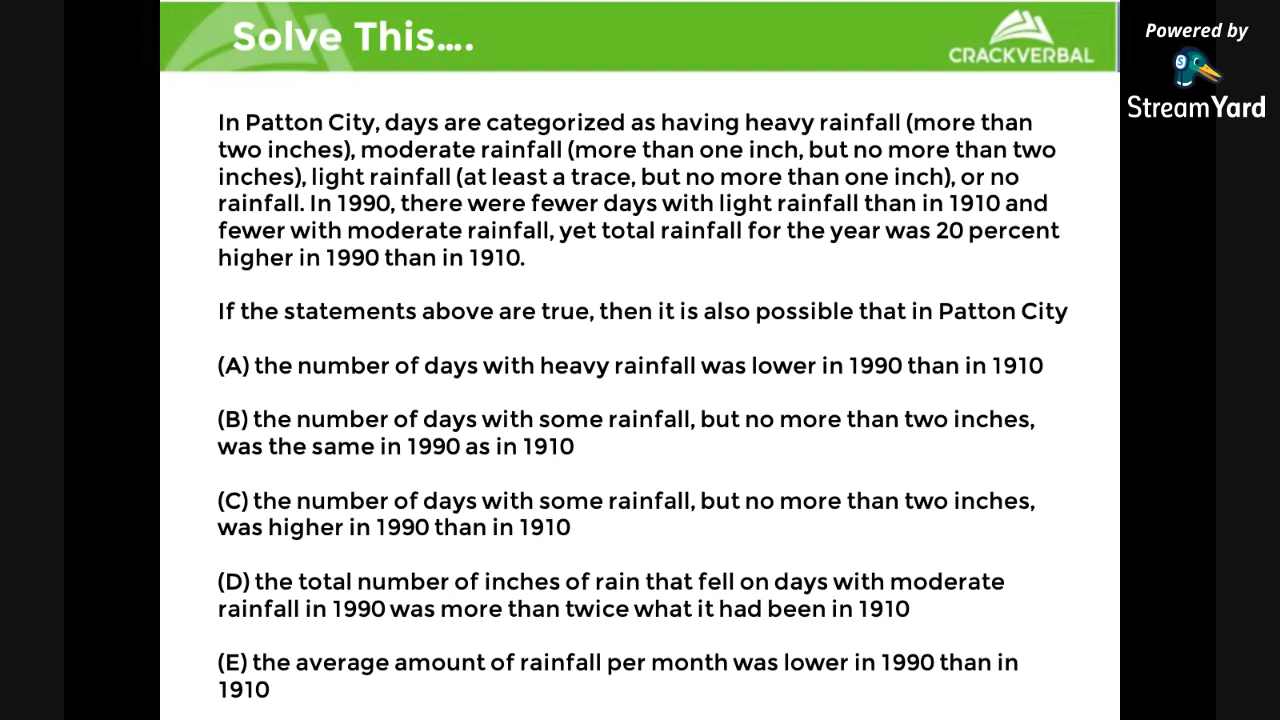 Solve This....
CRACKVERBAL
Powered by
StreamYard
In Patton City, days are categorized as having heavy rainfall (more than
two inches), moderate rainfall (more than one inch, but no more than two
inches), light rainfall (at least a trace, but no more than one inch), or no
rainfall. In 1990, there were fewer days with light rainfall than in 1910 and
fewer with moderate rainfall, yet total rainfall for the year was 20 percent
higher in 1990 than in 1910.
If the statements above are true, then it is also possible that in Patton City
(A) the number of days with heavy rainfall was lower in 1990 than in 1910
(B) the number of days with some rainfall, but no more than two inches,
was the same in 1990 as in 1910
(C) the number of days with some rainfall, but no more than two inches,
was higher in 1990 than in 1910
(D) the total number of inches of rain that fell on days with moderate
rainfall in 1990 was more than twice what it had been in 1910
(E) the average amount of rainfall per month was lower in 1990 than in
1910